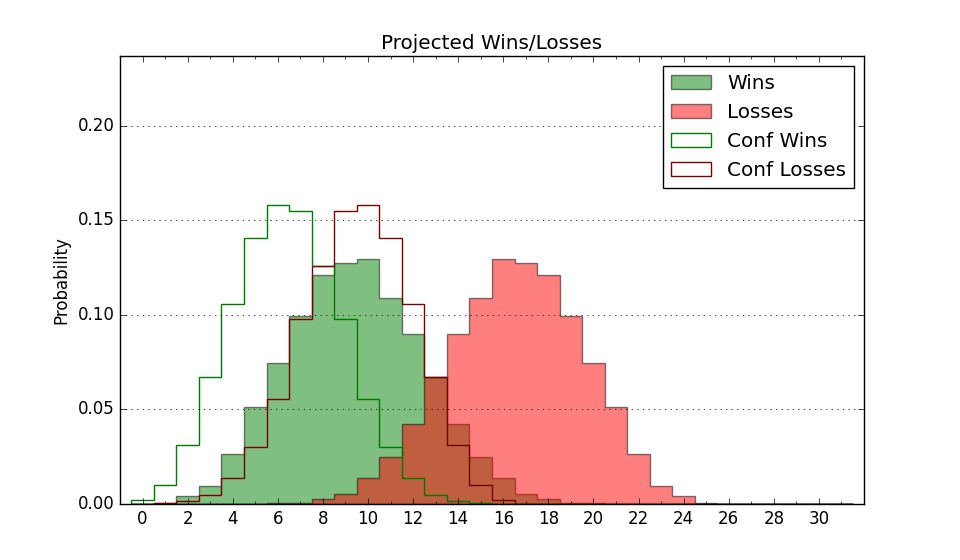 Projected Wins/Losses
Wins
Losses
Conf Wins
Conf Losses
Probability
0.20
0.15
0.10
0.05
0.00
0 2 4 6 8 10 12 14 16 18 20 22 24 26 28 30